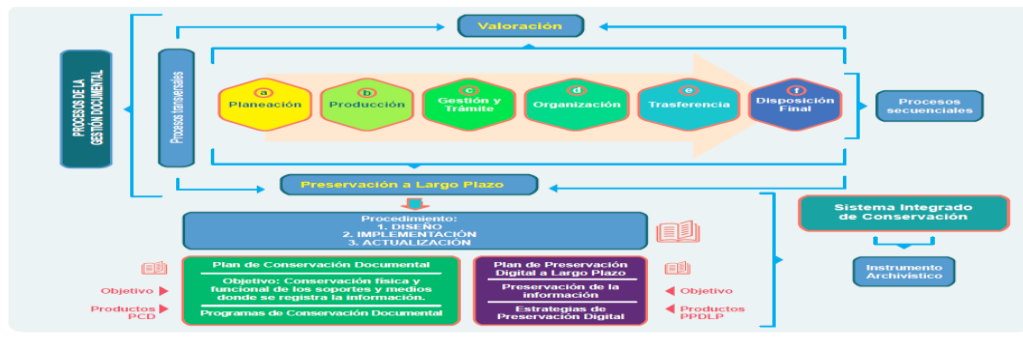 Valoración
PROCESOS DE LA
GESTIÓN DOCUMENTAL
Procesos transversales
a
Planeación
b
Producción
c
Gestión y
Trámite
d
Organización
e
Trasferencia
f
Disposición
Final
Procesos
secuenciales
Preservación a Largo Plazo
Procedimiento:
1. DISEÑO
2. IMPLEMENTACIÓN
3. ACTUALIZACIÓN
Sistema Integrado
de Conservación
Instrumento
Archivístico
Plan de Conservación Documental
Objetivo: Conservación física y
funcional de los soportes y medios
donde se registra la información.
Programas de Conservación Documental
Objetivo
Productos
PCD
Plan de Preservación
Digital a Largo Plazo
Preservación de la
información
Estrategias de
Preservación Digital
Objetivo
Productos
PPDLP